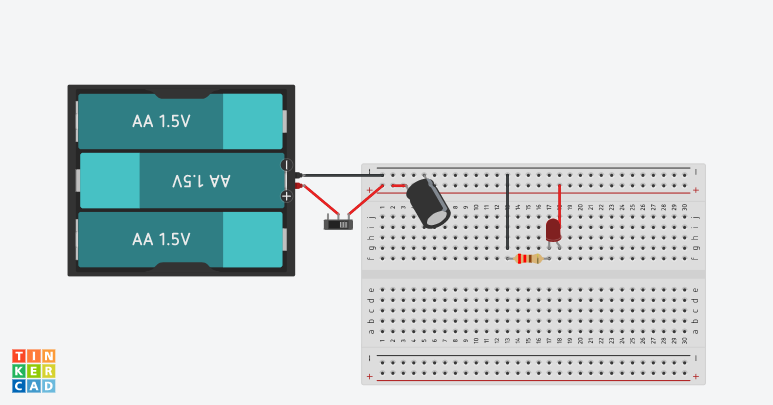 AA 1.5V
AA 1.5V
AA 1.5V
- +
- -
+ +
1 2 3 4 5 6 7 8 9 10 11 12 13 14 15 16 17 18 19 20 21 22 23 24 25 26 27 28 29 30
j j
i i
h h
g g
f f
e e
d d
c c
b b
a a
1 2 3 4 5 6 7 8 9 10 11 12 13 14 15 16 17 18 19 20 21 22 23 24 25 26 27 28 29 30
- -
+ +
TIN
KER
CAD